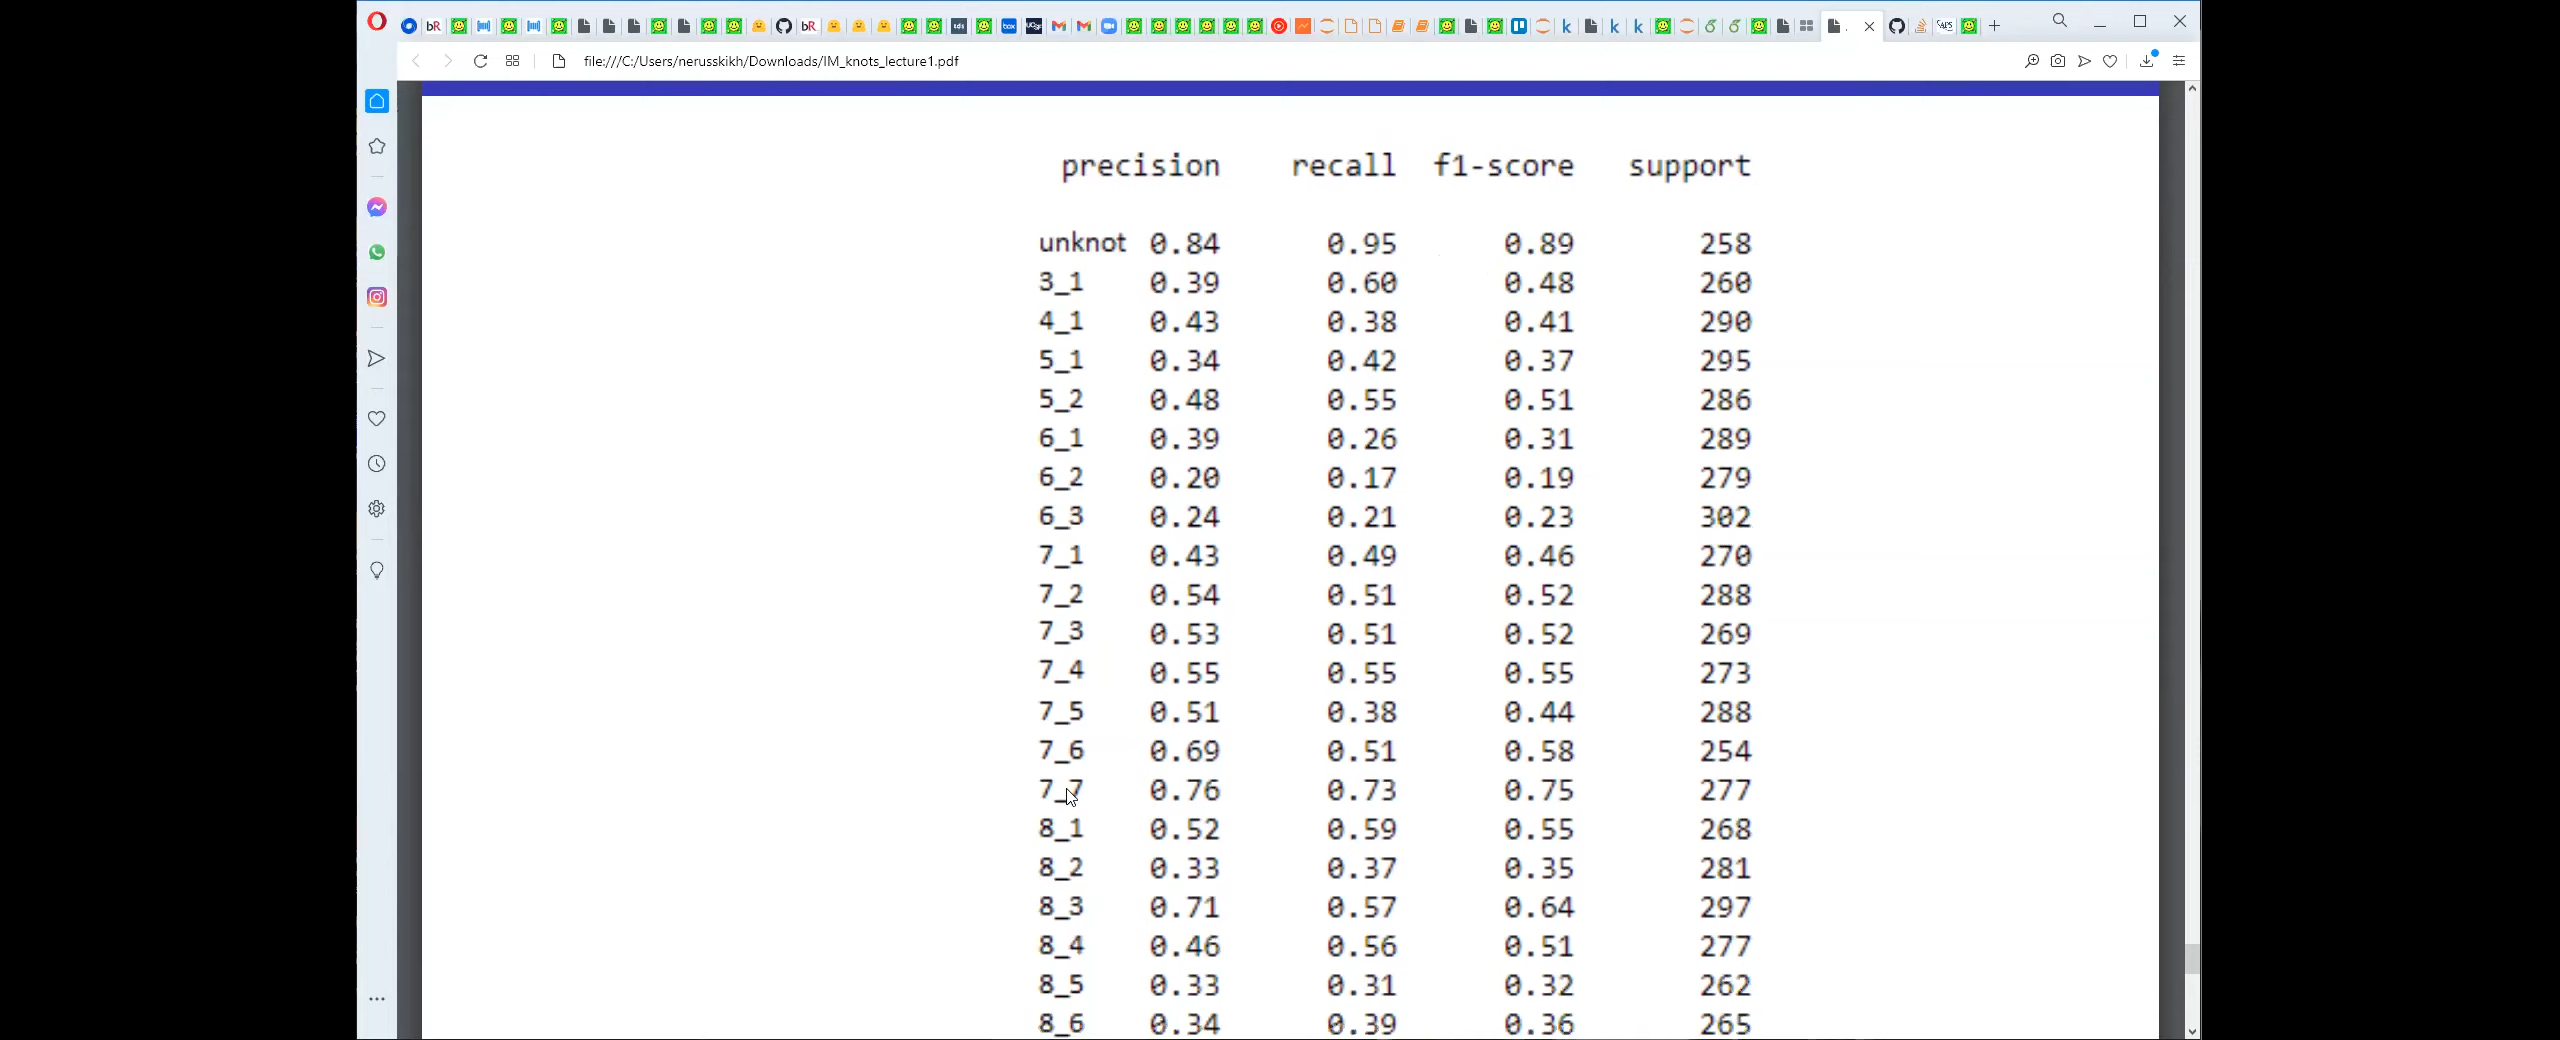 file:///C:/Users/nerusskikh/Downloads/IM_knots_lecture1.pdf
precision recall f1-score support
unknot 0.84 0.95 0.89 258
3_1 0.39 0.60 0.48 260
4_1 0.43 0.38 0.41 290
5_1 0.34 0.42 0.37 295
5_2 0.48 0.55 0.51 286
6_1 0.39 0.26 0.31 289
6_2 0.20 0.17 0.19 279
6_3 0.24 0.21 0.23 302
7_1 0.43 0.49 0.46 270
7_2 0.54 0.51 0.52 288
7_3 0.53 0.51 0.52 269
7_4 0.55 0.55 0.55 273
7_5 0.51 0.38 0.44 288
7_6 0.69 0.51 0.58 254
7_7 0.76 0.73 0.75 277
8_1 0.52 0.59 0.55 268
8_2 0.33 0.37 0.35 281
8_3 0.71 0.57 0.64 297
8_4 0.46 0.56 0.51 277
8_5 0.33 0.31 0.32 262
8_6 0.34 0.39 0.36 265